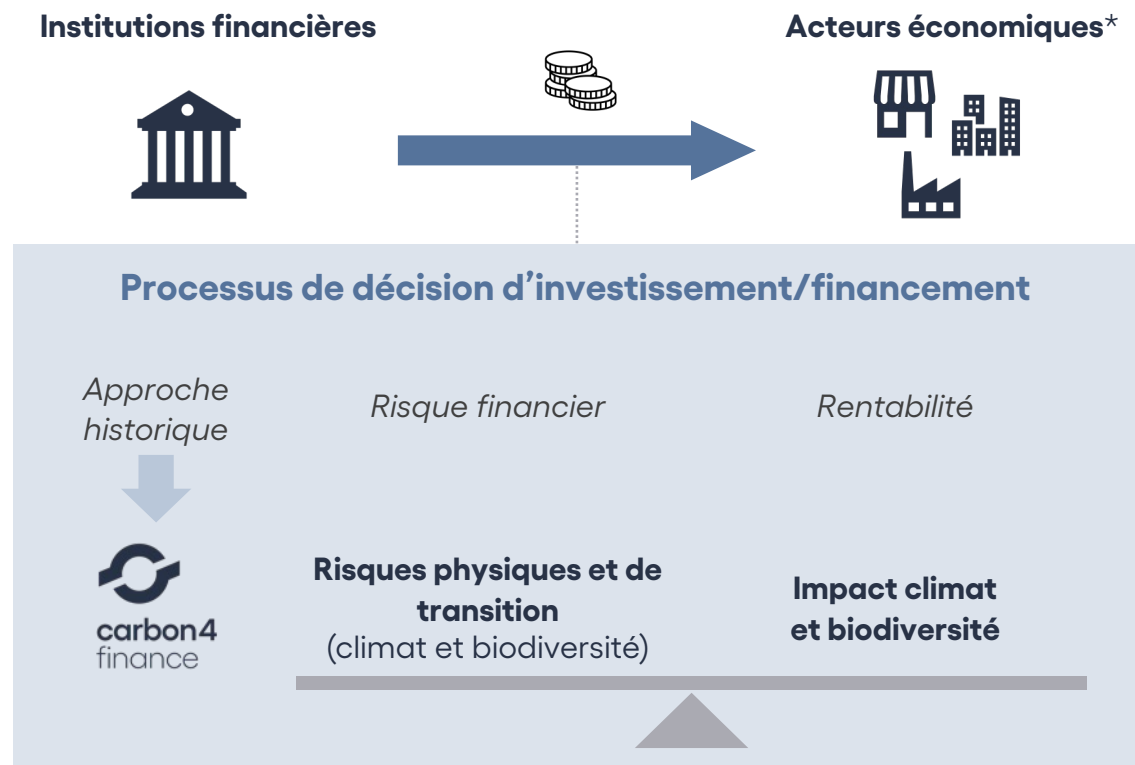 Institutions financières
Acteurs économiques*
Processus de décision d’investissement/financement
Approche
historique
Risque financier
Rentabilité
carbon4
finance
Risques physiques et de
transition
(climat et biodiversité)
Impact climat
et biodiversité